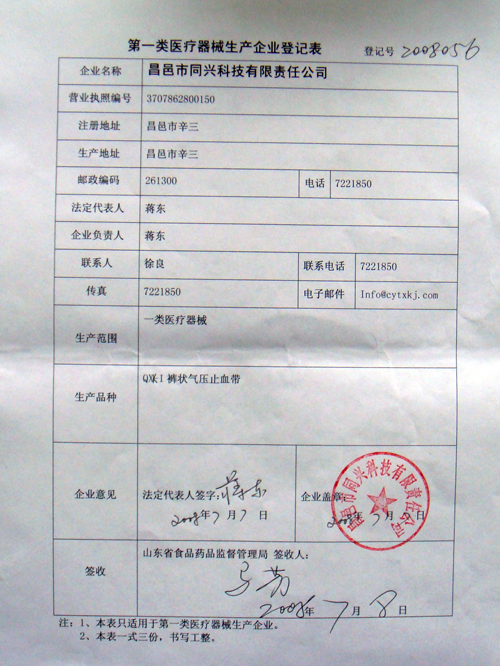 第一类医疗器械生产企业登记表 登记号 2008056
企业名称 昌邑市同兴科技有限责任公司
营业执照编号 3707862800150
注册地址 昌邑市辛三
生产地址 昌邑市辛三
邮政编码 261300 电话 7221850
法定代表人 蒋东
企业负责人 蒋东
联系人 徐良 联系电话 7221850
传真 7221850 电子邮件 Info@cytxkj.com
生产范围 一类医疗器械
生产品种 QXK-I 裤状气压止血带
企业意见 法定代表人签字: 蒋东 企业盖章:
2008年7月7日 2008年7月7日
昌邑市同兴科技有限责任公司
签收 山东省食品药品监督管理局 签收人:
2008年7月8日
注: 1、本表只适用于第一类医疗器械生产企业。
2、本表一式三份，书写工整。